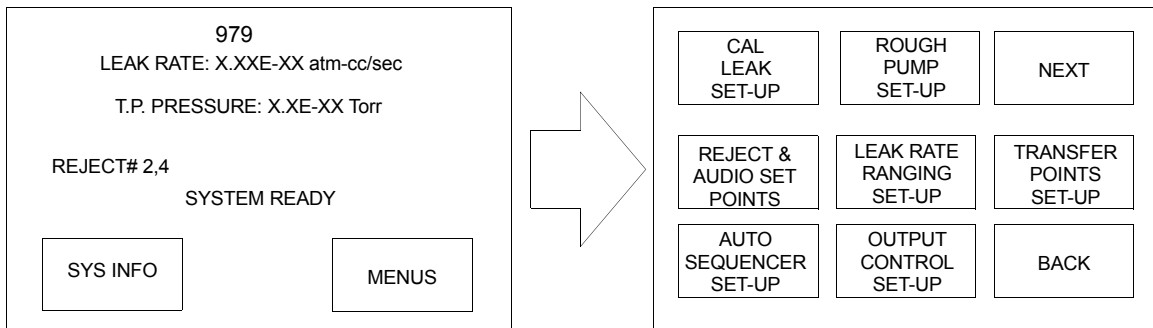 979
LEAK RATE: X.XXE-XX atm-cc/sec
T.P. PRESSURE: X.XE-XX Torr
REJECT# 2,4
SYSTEM READY
SYS INFO
MENUS
CAL
LEAK
SET-UP
ROUGH
PUMP
SET-UP
NEXT
REJECT &
AUDIO SET
POINTS
LEAK RATE
RANGING
SET-UP
TRANSFER
POINTS
SET-UP
AUTO
SEQUENCER
SET-UP
OUTPUT
CONTROL
SET-UP
BACK